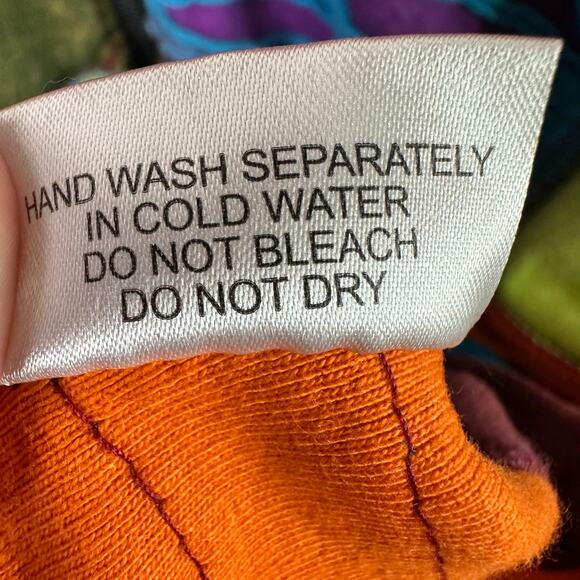 HAND WASH SEPARATELY
IN COLD WATER
DO NOT BLEACH
DO NOT DRY